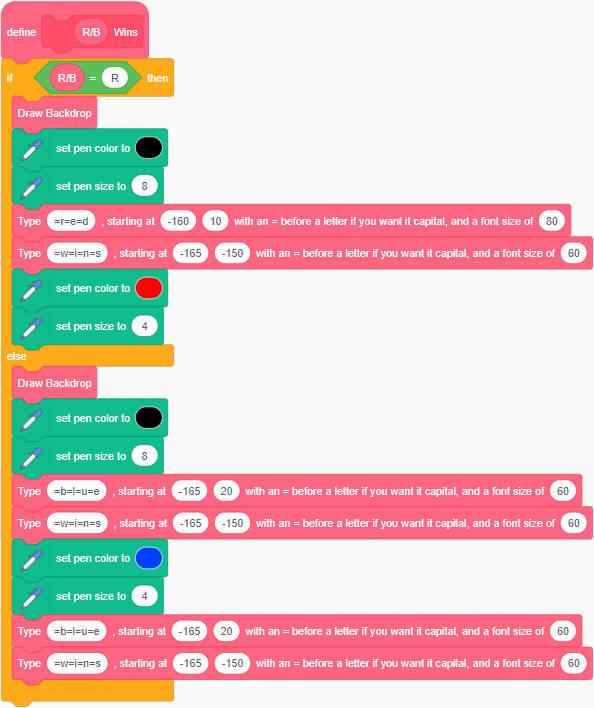 define R/B Wins
if R/B = R then
Draw Backdrop
set pen color to
set pen size to 8
Type =r=e=d , starting at -160 10 with an = before a letter if you want it capital, and a font size of 80
Type =w=i=n=s , starting at -165 -150 with an = before a letter if you want it capital, and a font size of 60
set pen color to
set pen size to 4
else
Draw Backdrop
set pen color to
set pen size to 8
Type =b=l=u=e , starting at -165 20 with an = before a letter if you want it capital, and a font size of 60
Type =w=i=n=s , starting at -165 -150 with an = before a letter if you want it capital, and a font size of 60
set pen color to
set pen size to 4
Type =b=l=u=e , starting at -165 20 with an = before a letter if you want it capital, and a font size of 60
Type =w=i=n=s , starting at -165 -150 with an = before a letter if you want it capital, and a font size of 60